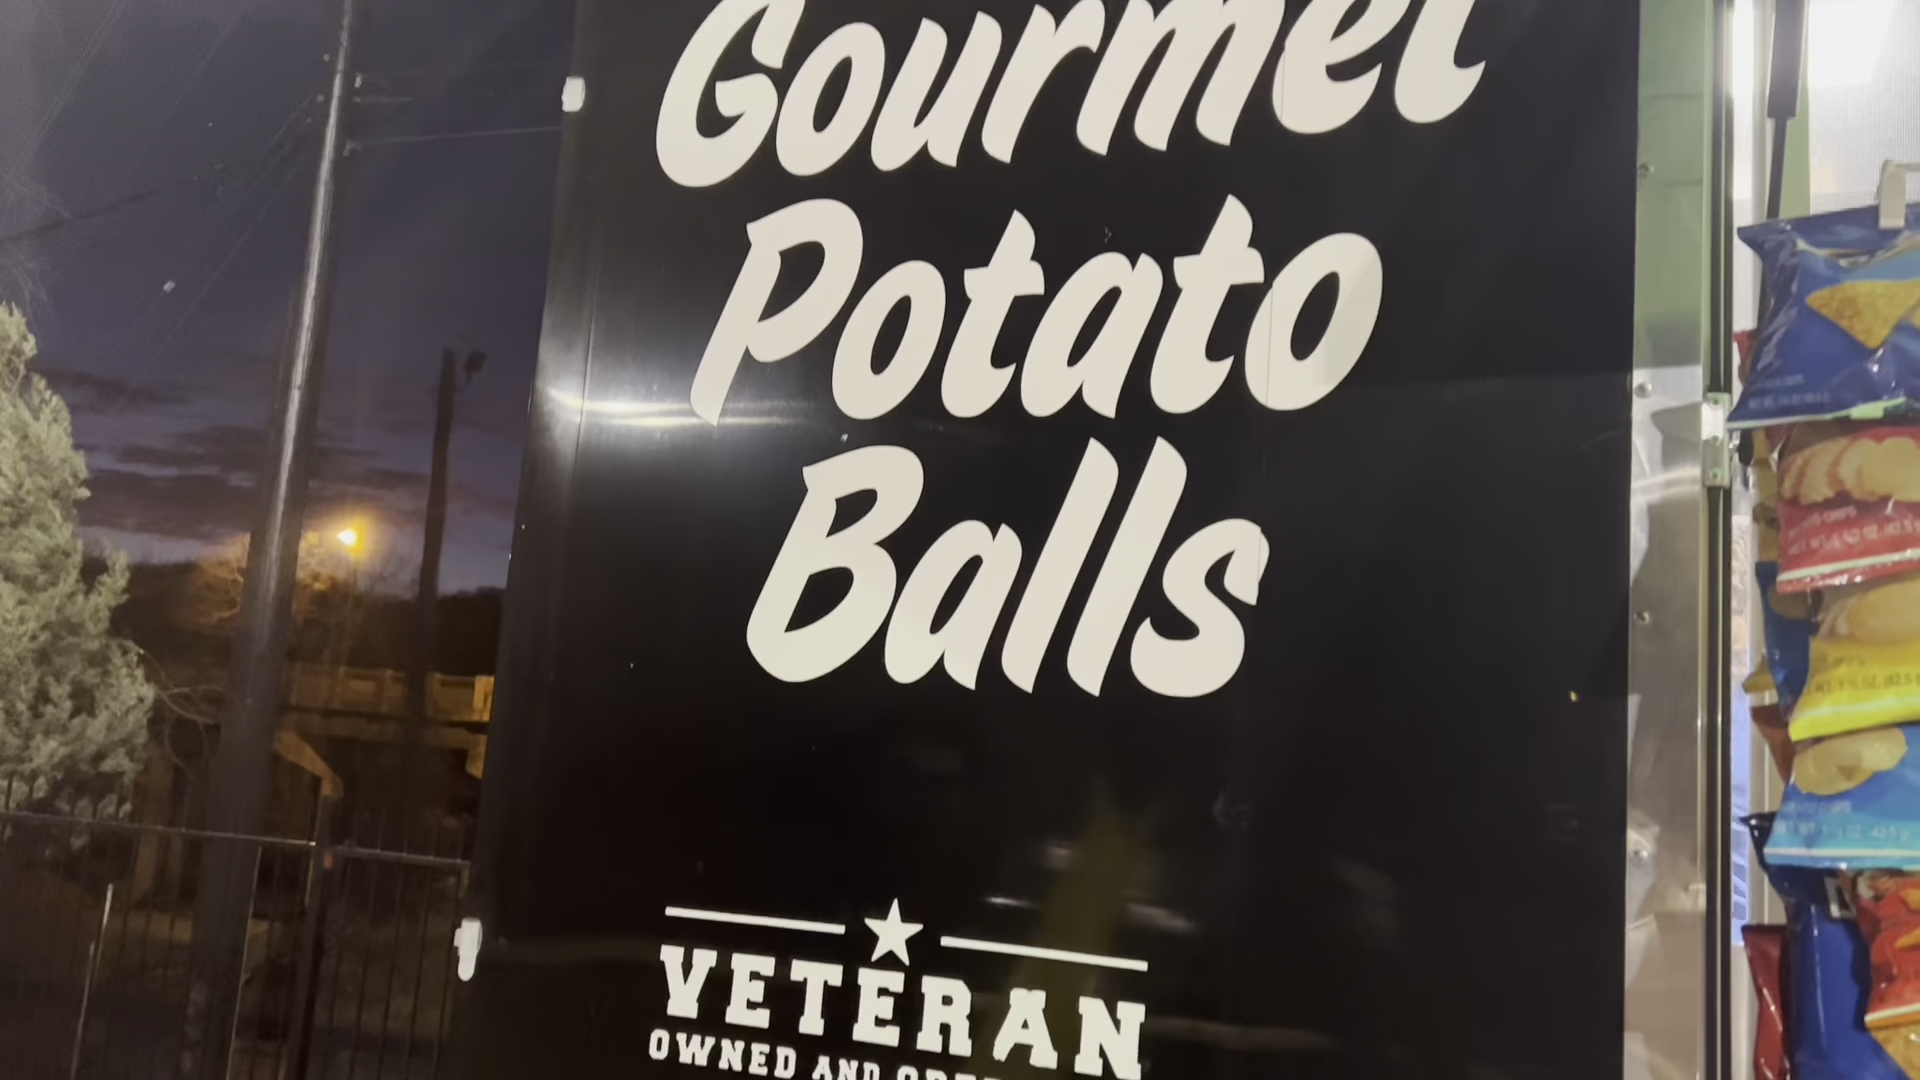 Gourmet
Potato
Balls
VETERAN
OWNED AND